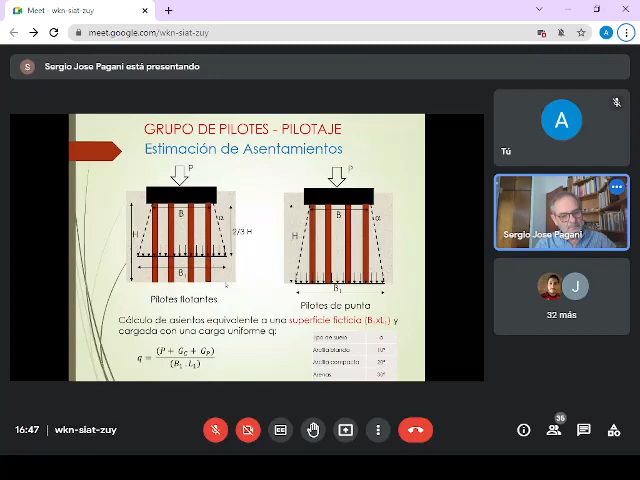 Meet - wkn-siat-zuy
meet.google.com/wkn-siat-zuy
A
S
Sergio Jose Pagani está presentando
GRUPO DE PILOTES - PILOTAJE
Estimación de Asentamientos
P
P
B
α
B
α
H
2/3 H
H
B1
B1
Pilotes flotantes
Pilotes de punta
Cálculo de asientos equivalente a una superficie ficticia (B1xL1) y
cargada con una carga uniforme q:
q = (P + GC + GP) / (B1 . L1)
Tipo de suelo α
Arcilla blanda 10°
Arcilla compacta 20°
Arenas 30°
A
Tú
Sergio Jose Pagani
J
32 más
16:47 wkn-siat-zuy
35